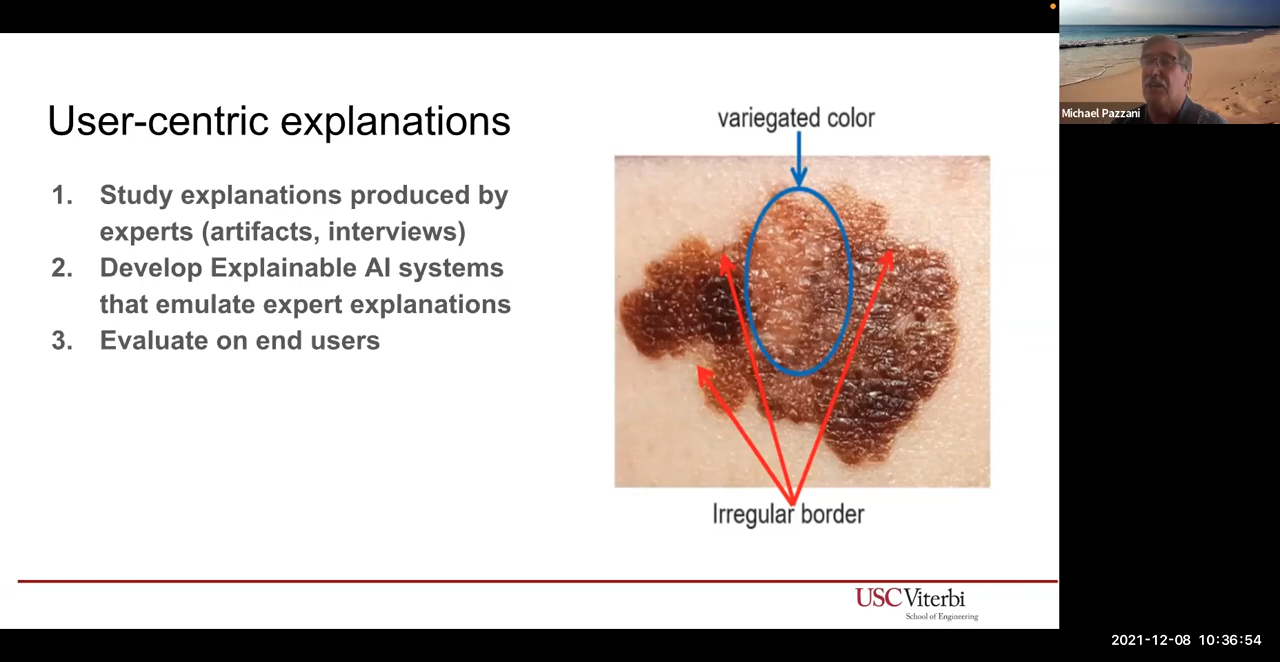 User-centric explanations
1. Study explanations produced by
experts (artifacts, interviews)
2. Develop Explainable AI systems
that emulate expert explanations
3. Evaluate on end users
variegated color
Irregular border
USC Viterbi
School of Engineering
Michael Pazzani
2021-12-08 10:36:54